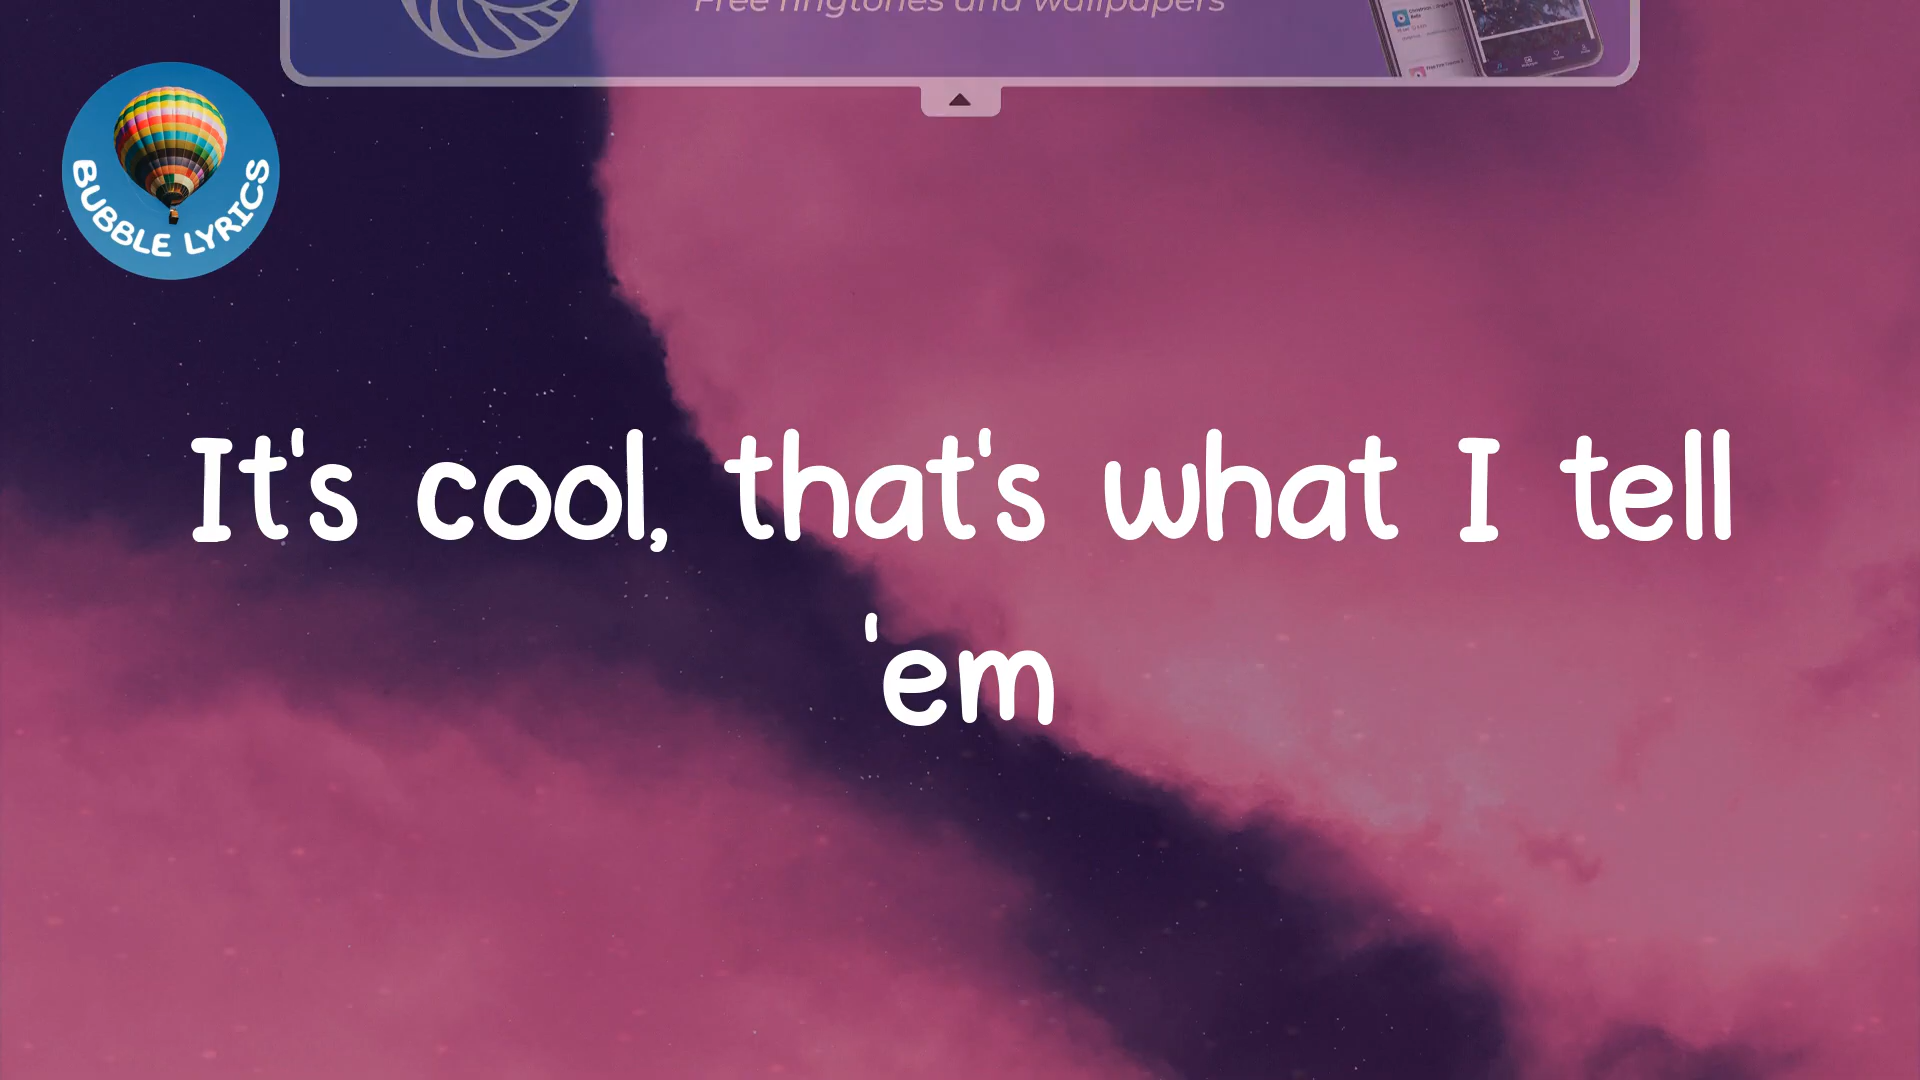 Free ringtones and wallpapers
BUBBLE LYRICS
It's cool, that's what I tell
'em